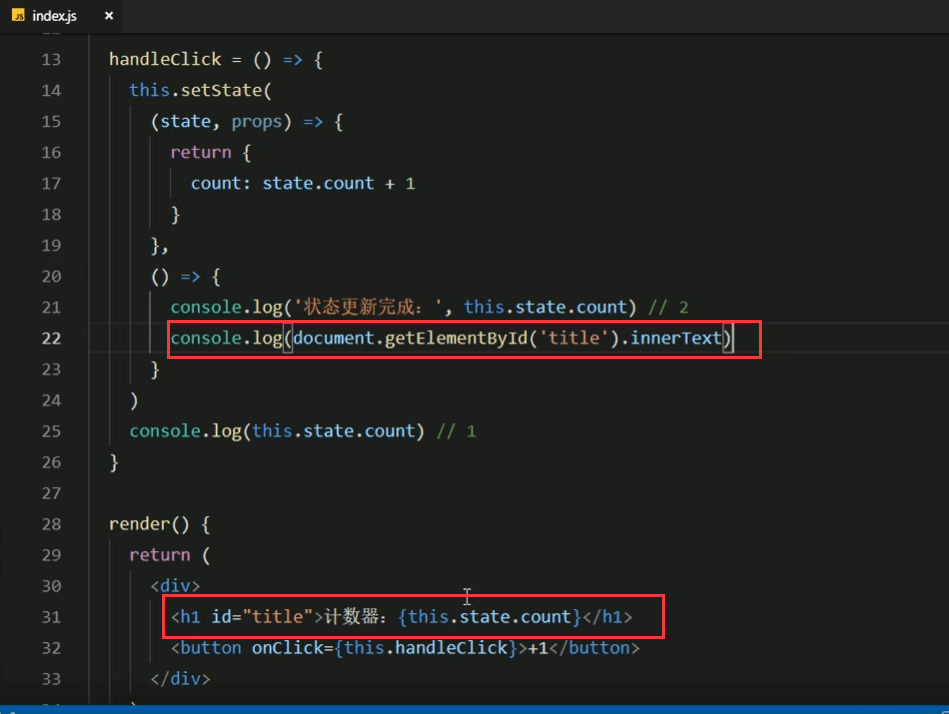 JS index.js ×
13 handleClick = () => {
14 this.setState(
15 (state, props) => {
16 return {
17 count: state.count + 1
18 }
19 },
20 () => {
21 console.log('状态更新完成：', this.state.count) // 2
22 console.log(document.getElementById('title').innerText)
23 }
24 )
25 console.log(this.state.count) // 1
26 }
27
28 render() {
29 return (
30 <div>
31 <h1 id="title">计数器：{this.state.count}</h1>
32 <button onClick={this.handleClick}>+1</button>
33 </div>